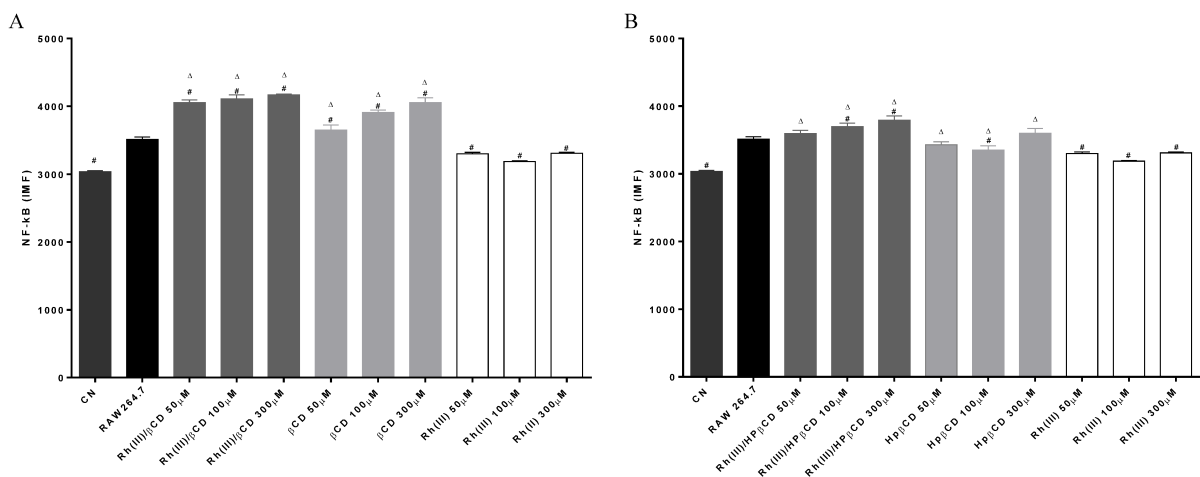 A
NF-kB (IMF)
5000
4000
3000
2000
1000
0
#
Δ
#
Δ
#
Δ
#
Δ
#
Δ
#
Δ
#
#
#
#
CN
RAW264.7
Rh(III)/βCD 50μM
Rh(III)/βCD 100μM
Rh(III)/βCD 300μM
βCD 50μM
βCD 100μM
βCD 300μM
Rh(III) 50μM
Rh(III) 100μM
Rh(II) 300μM
B
NF-kB (IMF)
5000
4000
3000
2000
1000
0
#
Δ
Δ
#
Δ
#
Δ
Δ
#
Δ
#
#
#
CN
RAW 264.7
Rh(III)/HPβCD 50μM
Rh(III)/HPβCD 100μM
Rh(III)/HPβCD 300μM
HpβCD 50μM
HpβCD 100μM
HpβCD 300μM
Rh(III) 50μM
Rh(III) 100μM
Rh(III) 300μM